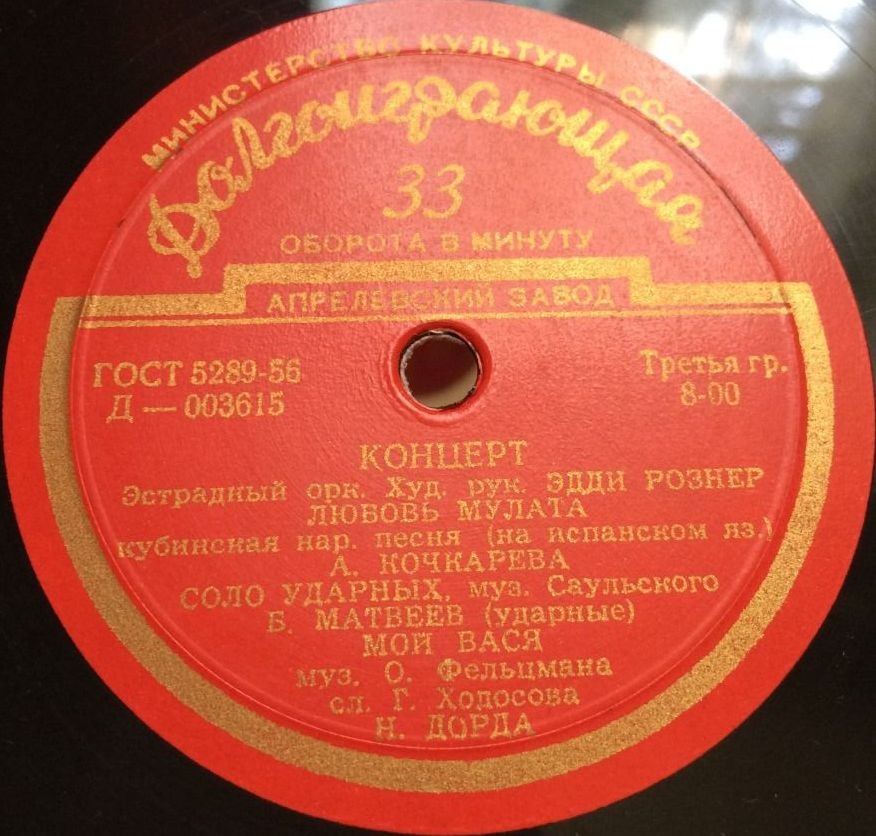 МИНИСТЕРСТВО КУЛЬТУРЫ СССР
Долгоиграющая
33
ОБОРОТА В МИНУТУ
АПРЕЛЕВСКИЙ ЗАВОД
ГОСТ 5289-56
Д — 003615
Третья гр.
8-00
КОНЦЕРТ
Эстрадный орк. Худ. рук. ЭДДИ РОЗНЕР
ЛЮБОВЬ МУЛАТА
кубинская нар. песня (на испанском яз.)
А. КОЧКАРЕВА
СОЛО УДАРНЫХ, муз. Саульского
Б. МАТВЕЕВ (ударные)
МОЙ ВАСЯ
муз. О. Фельцмана
сл. Г. Ходосова
Н. ДОРДА